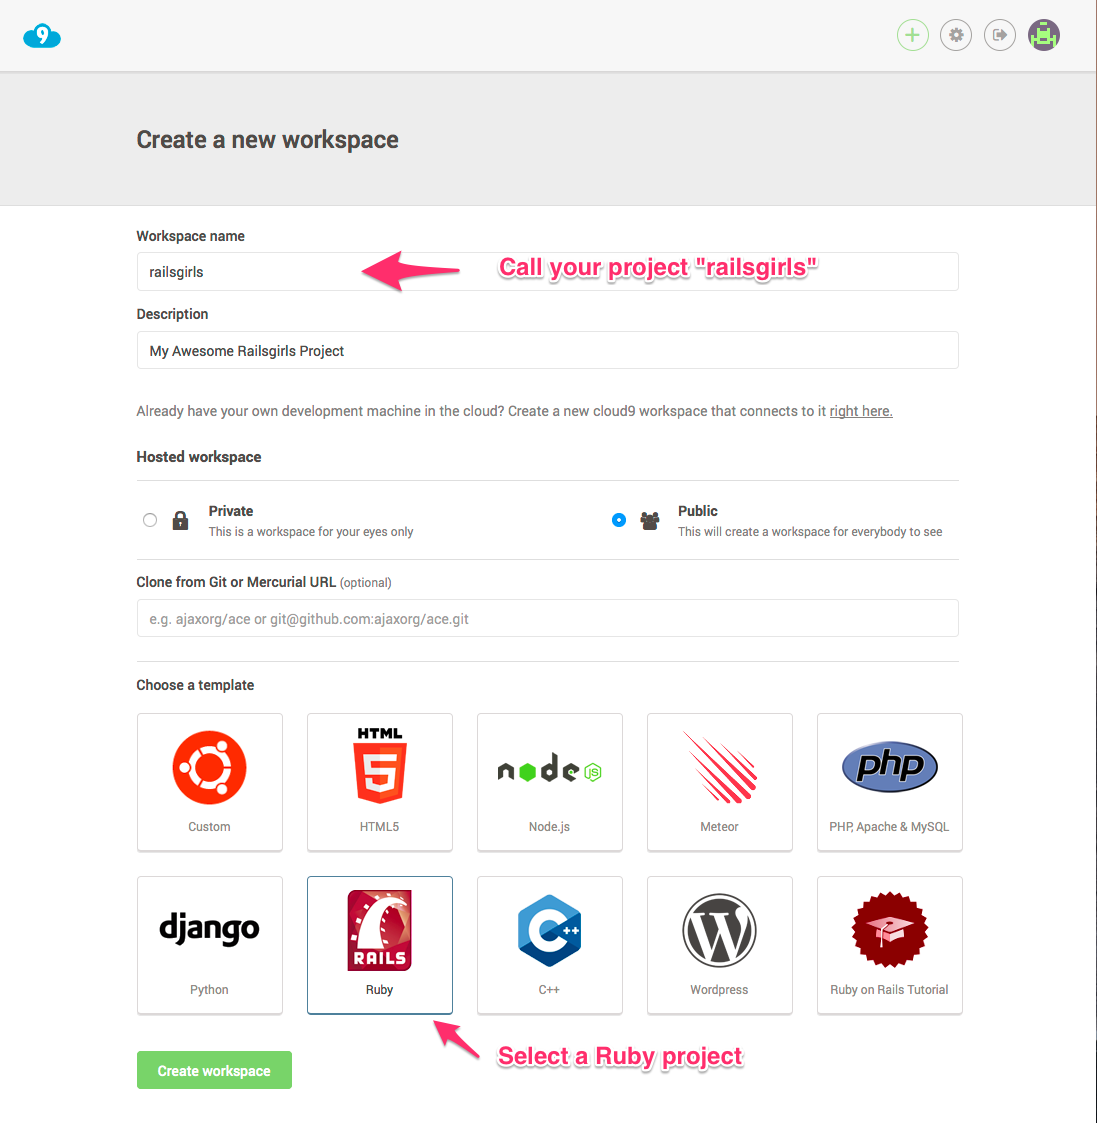 9
Create a new workspace
Workspace name
railsgirls
Call your project "railsgirls"
Description
My Awesome Railsgirls Project
Already have your own development machine in the cloud? Create a new cloud9 workspace that connects to it right here.
Hosted workspace
Private
This is a workspace for your eyes only
Public
This will create a workspace for everybody to see
Clone from Git or Mercurial URL (optional)
e.g. ajaxorg/ace or git@github.com:ajaxorg/ace.git
Choose a template
HTML
5
node JS
php
Custom
HTML5
Node.js
Meteor
PHP, Apache & MySQL
django
RAILS
C++
W
Python
Ruby
C++
Wordpress
Ruby on Rails Tutorial
Select a Ruby project
Create workspace